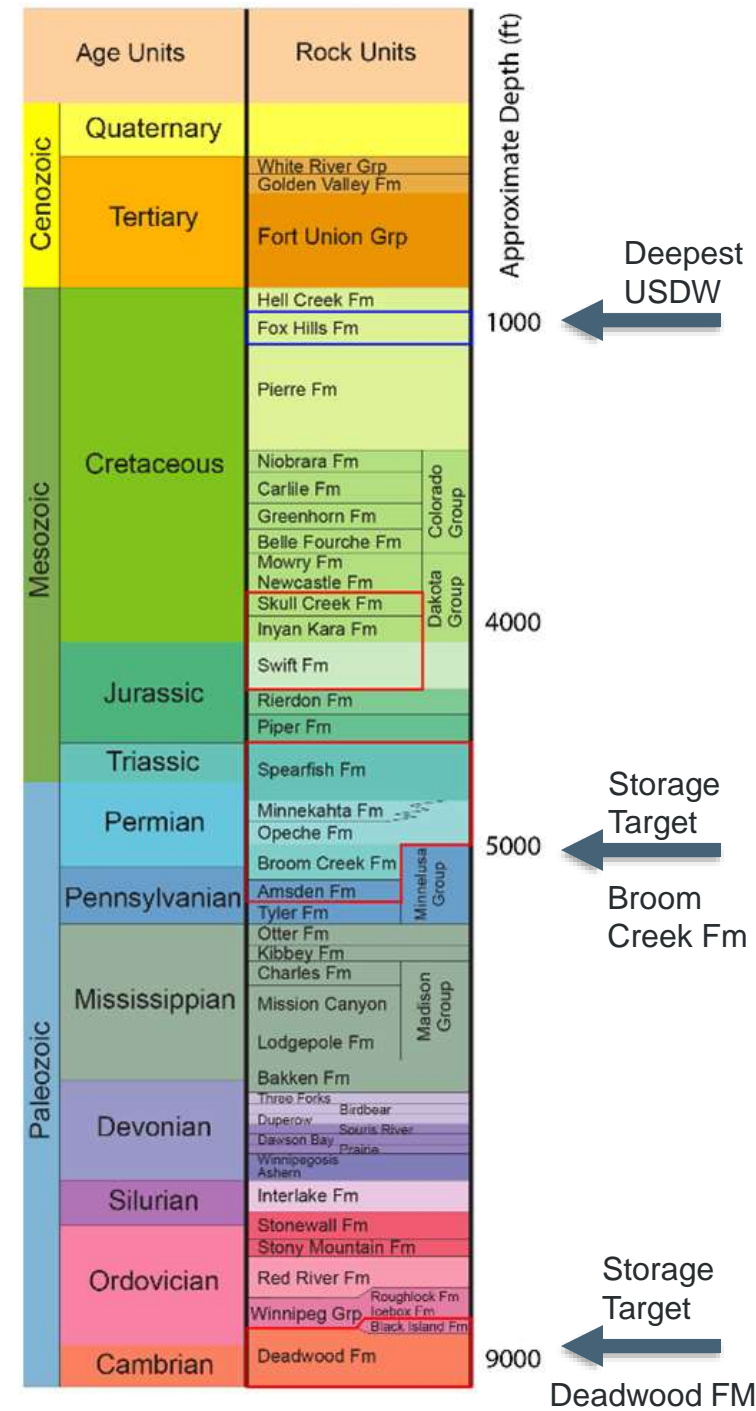 Age Units
Rock Units
Approximate Depth (ft)
Cenozoic
Quaternary
White River Grp
Golden Valley Fm
Tertiary
Fort Union Grp
Deepest
USDW
Hell Creek Fm
Fox Hills Fm
1000
Pierre Fm
Mesozoic
Cretaceous
Niobrara Fm
Carlile Fm
Greenhorn Fm
Belle Fourche Fm
Colorado
Group
Mowry Fm
Newcastle Fm
Skull Creek Fm
Inyan Kara Fm
Dakota
Group
4000
Swift Fm
Jurassic
Rierdon Fm
Piper Fm
Triassic
Spearfish Fm
Paleozoic
Permian
Minnekahta Fm
Opeche Fm
Storage
Target
5000
Broom Creek Fm
Broom
Creek Fm
Pennsylvanian
Amsden Fm
Tyler Fm
Minnelusa
Group
Otter Fm
Kibbey Fm
Charles Fm
Mississippian
Mission Canyon
Lodgepole Fm
Madison
Group
Bakken Fm
Devonian
Three Forks
Birdbear
Duperow
Souris River
Dawson Bay
Prairie
Winnipegosis
Ashern
Silurian
Interlake Fm
Stonewall Fm
Stony Mountain Fm
Ordovician
Red River Fm
Roughlock Fm
Winnipeg Grp
Icebox Fm
Black Island Fm
Storage
Target
Cambrian
Deadwood Fm
9000
Deadwood FM